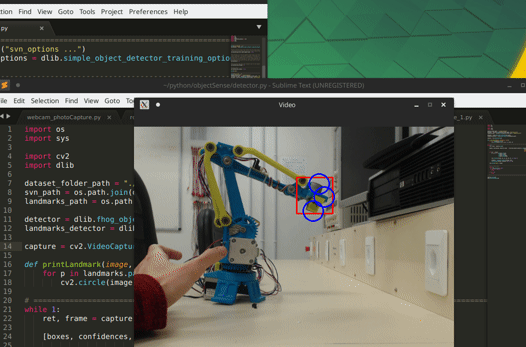 ction Find View Goto Tools Project Preferences Help
.py ×
("svn_options ...")
ptions = dlib.simple_object_detector_training_optio
~/python/objectSense/detector.py - Sublime Text (UNREGISTERED)
ile Edit Selection Find View Goto
Video
webcam_photoCapture.py ×
_1.py ×
1 import os
2 import sys
3
4 import cv2
5 import dlib
6
7 dataset_folder_path = "..
8 svn_path = os.path.join(
9 landmarks_path = os.path
10
11 detector = dlib.fhog_obj
12 landmarks_detector = dlib
13
14 capture = cv2.VideoCaptur
15
16 def printLandmark(image,
17 for p in landmarks.p
18 cv2.circle(image
19
20 # ==================
21 while 1:
22 ret, frame = capture
23
24 [boxes, confidences,